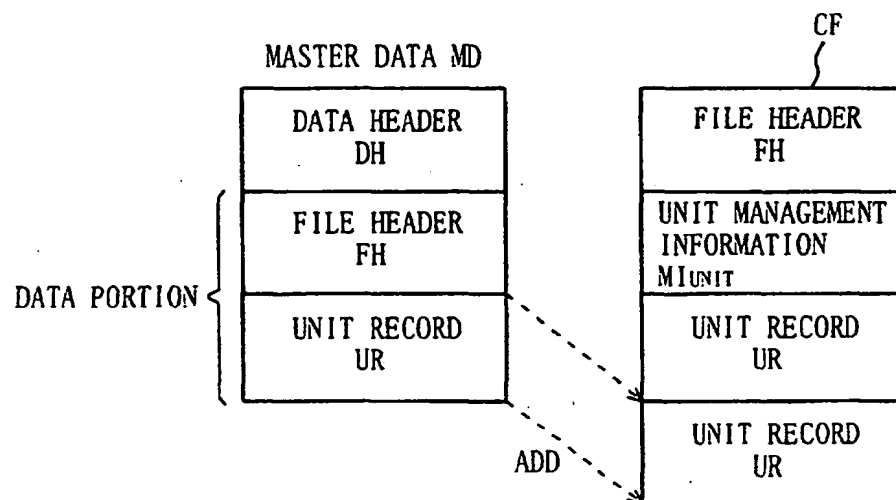 MASTER DATA MD
DATA HEADER
DH
DATA PORTION
FILE HEADER
FH
UNIT RECORD
UR
ADD
CF
FILE HEADER
FH
UNIT MANAGEMENT
INFORMATION
MIUNIT
UNIT RECORD
UR
UNIT RECORD
UR